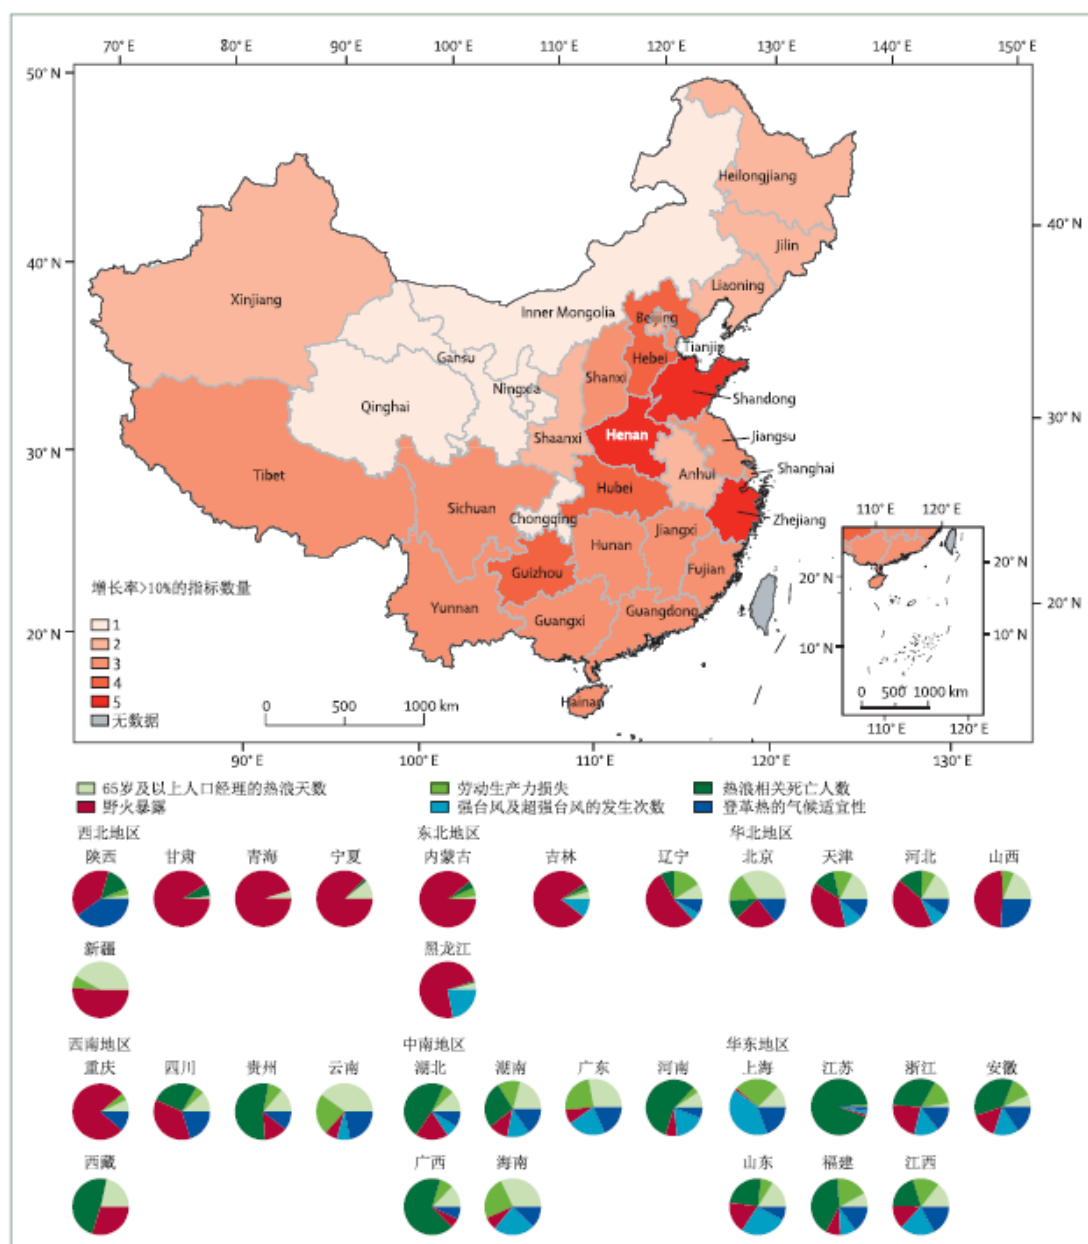 70° E 80° E 90° E 100° E 110° E 120° E 130° E 140° E 150° E
50° N
Heilongjiang
40° N
Jilin
40° N
Liaoning
Xinjiang
Inner Mongolia
Beijing
Tianjin
Gansu
Hebei
Shanxi
Ningxia
Qinghai
Shandong
30° N
Henan
Shaanxi
Jiangsu
30° N
Shanghai
Tibet
Anhui
Hubei
Sichuan
Chongqing
Zhejiang
110° E 120° E
Jiangxi
Hunan
20° N
Fujian
Guizhou
20° N
增长率>10%的指标数量
Yunnan
Guangdong
20° N
Guangxi
1
20° N
10° N
2
10° N
3
4
0 500 1000 km
5
Hainan
0 500 1000 km
无数据
110° E 120° E
90° E 100° E 110° E 120° E 130° E
65岁及以上人口经理的热浪天数 劳动生产力损失 热浪相关死亡人数
野火暴露 强台风及超强台风的发生次数 登革热的气候适宜性
西北地区 东北地区 华北地区
陕西 甘肃 青海 宁夏 内蒙古 吉林 辽宁 北京 天津 河北 山西
新疆 黑龙江
西南地区 中南地区 华东地区
重庆 四川 贵州 云南 湖北 湖南 广东 河南 上海 江苏 浙江 安徽
西藏 广西 海南 山东 福建 江西